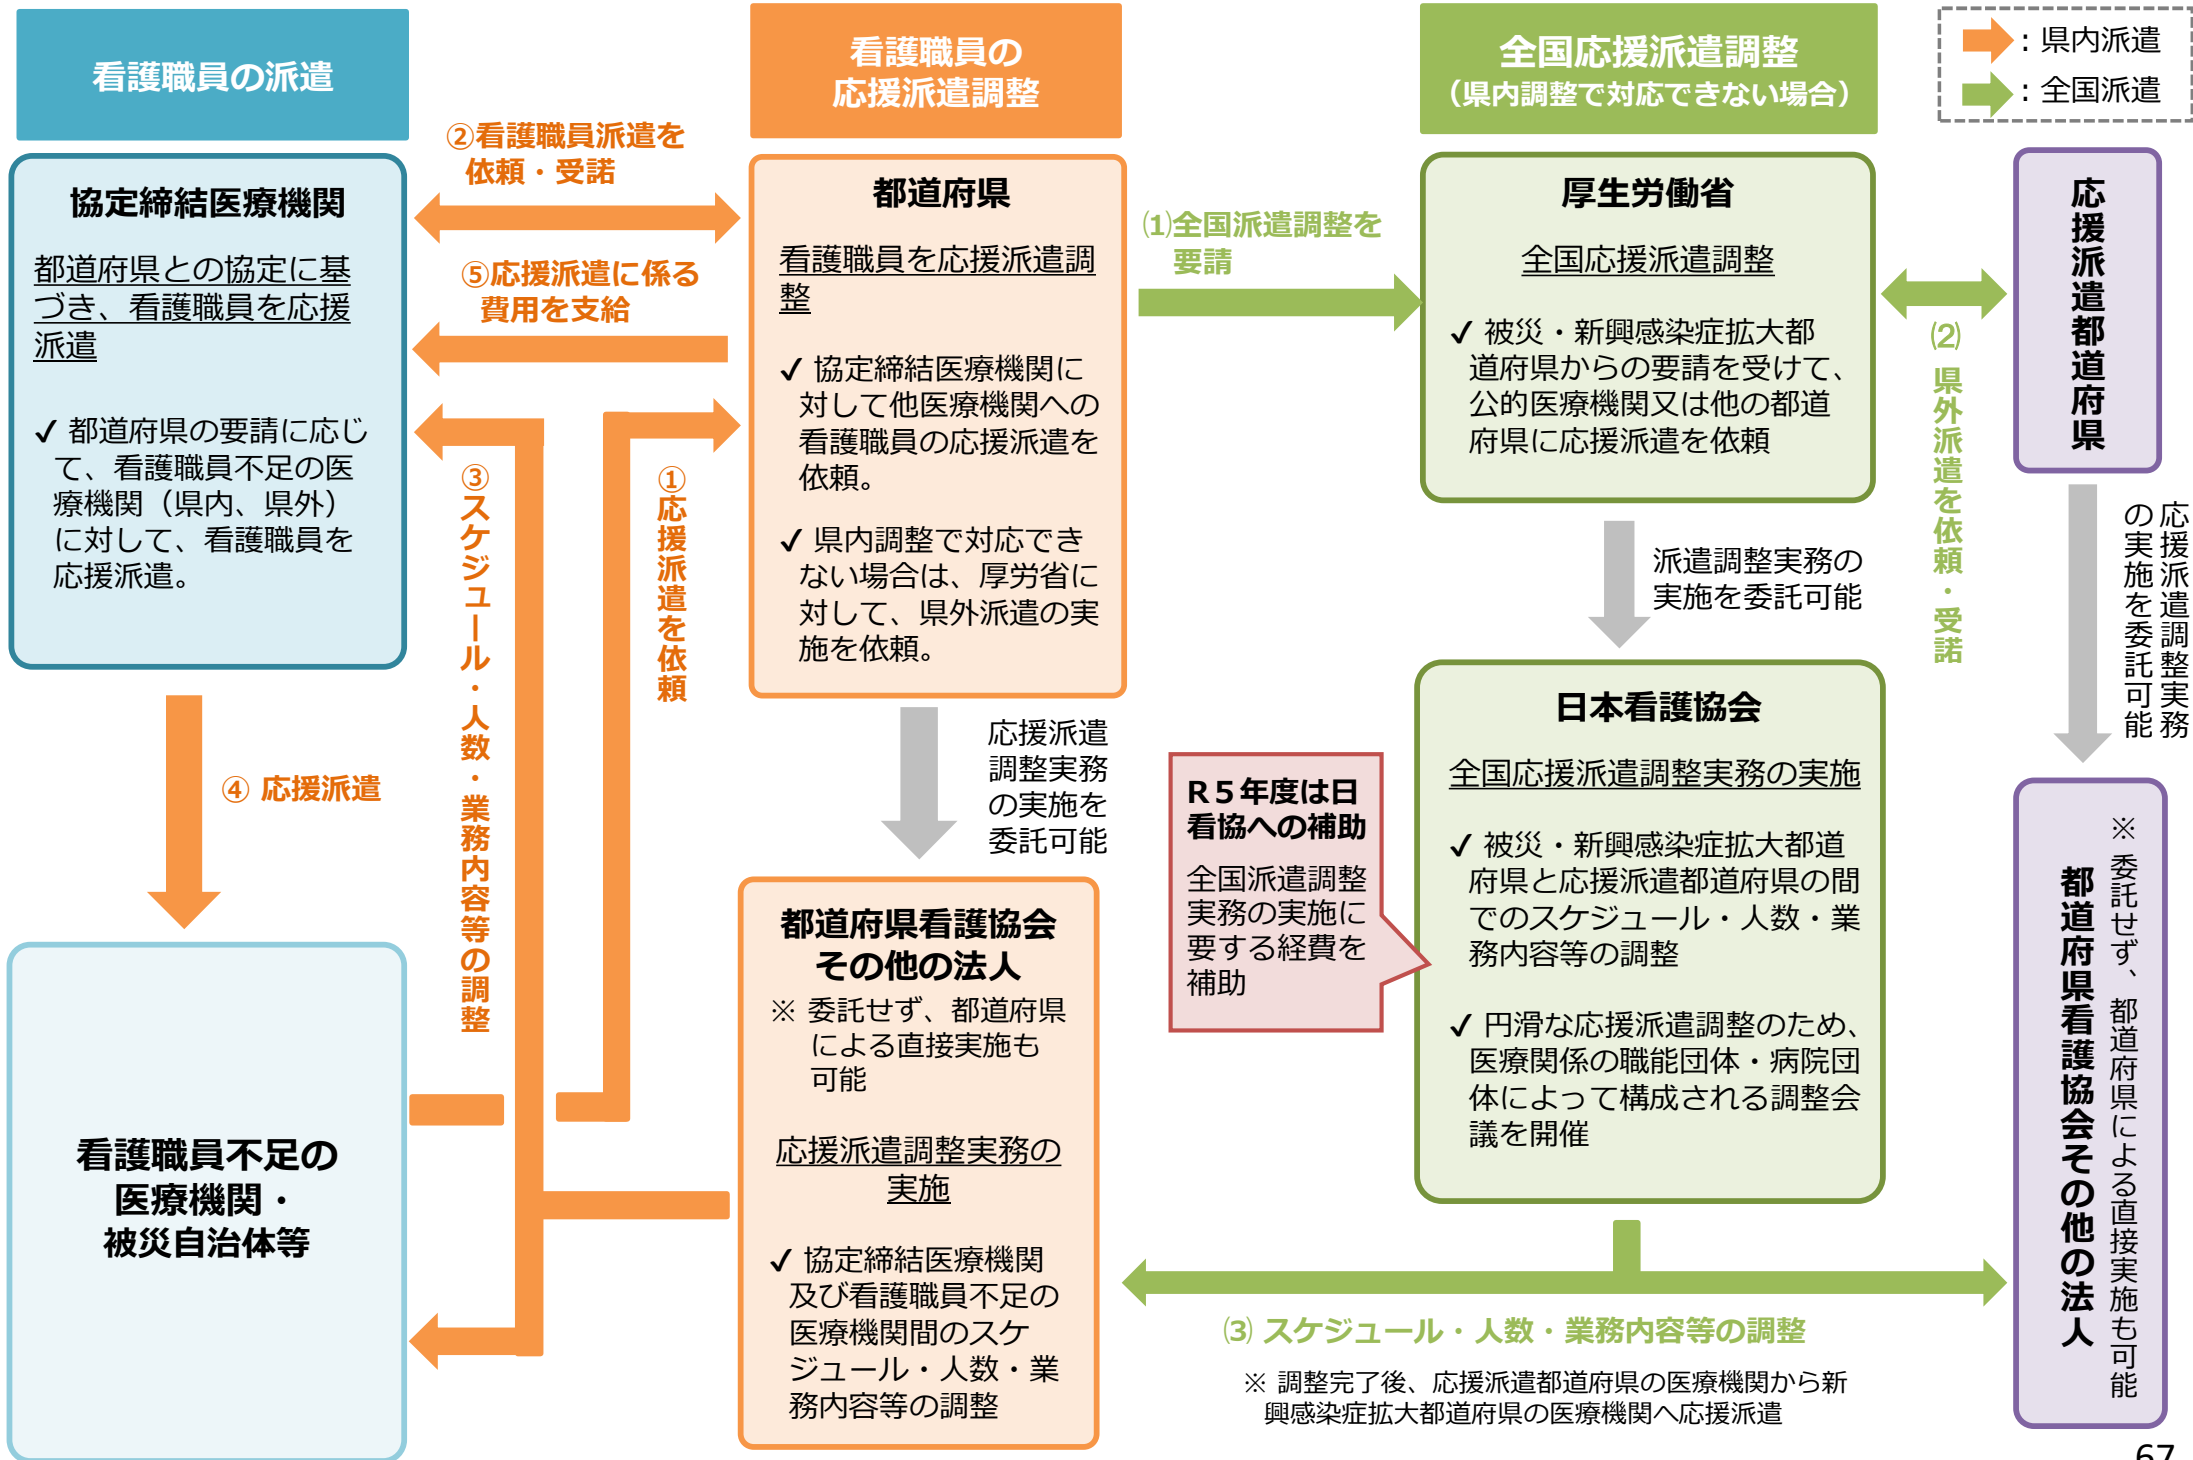 看護職員の派遣
看護職員の
応援派遣調整
全国応援派遣調整
（県内調整で対応できない場合）
：県内派遣
：全国派遣
協定締結医療機関
都道府県との協定に基
づき、看護職員を応援
派遣
✓ 都道府県の要請に応じ
て、看護職員不足の医
療機関（県内、県外）
に対して、看護職員を
応援派遣。
②看護職員派遣を
依頼・受諾
⑤応援派遣に係る
費用を支給
③スケジュール・人数・業務内容等の調整
①応援派遣を依頼
④ 応援派遣
看護職員不足の
医療機関・
被災自治体等
都道府県
看護職員を応援派遣調
整
✓ 協定締結医療機関に
対して他医療機関への
看護職員の応援派遣を
依頼。
✓ 県内調整で対応でき
ない場合は、厚労省に
対して、県外派遣の実
施を依頼。
応援派遣
調整実務
の実施を
委託可能
都道府県看護協会
その他の法人
※ 委託せず、都道府県
による直接実施も
可能
応援派遣調整実務の
実施
✓ 協定締結医療機関
及び看護職員不足の
医療機関間のスケ
ジュール・人数・業
務内容等の調整
⑴全国派遣調整を
要請
厚生労働省
全国応援派遣調整
✓ 被災・新興感染症拡大都
道府県からの要請を受けて、
公的医療機関又は他の都道
府県に応援派遣を依頼
派遣調整実務の
実施を委託可能
日本看護協会
全国応援派遣調整実務の実施
✓ 被災・新興感染症拡大都道
府県と応援派遣都道府県の間
でのスケジュール・人数・業
務内容等の調整
✓ 円滑な応援派遣調整のため、
医療関係の職能団体・病院団
体によって構成される調整会
議を開催
R５年度は日
看協への補助
全国派遣調整
実務の実施に
要する経費を
補助
⑵ 県外派遣を依頼・受諾
応援派遣都道府県
応援派遣調整実務
の実施を委託可能
※ 委託せず、都道府県による直接実施も可能
都道府県看護協会その他の法人
⑶ スケジュール・人数・業務内容等の調整
※ 調整完了後、応援派遣都道府県の医療機関から新
興感染症拡大都道府県の医療機関へ応援派遣
67